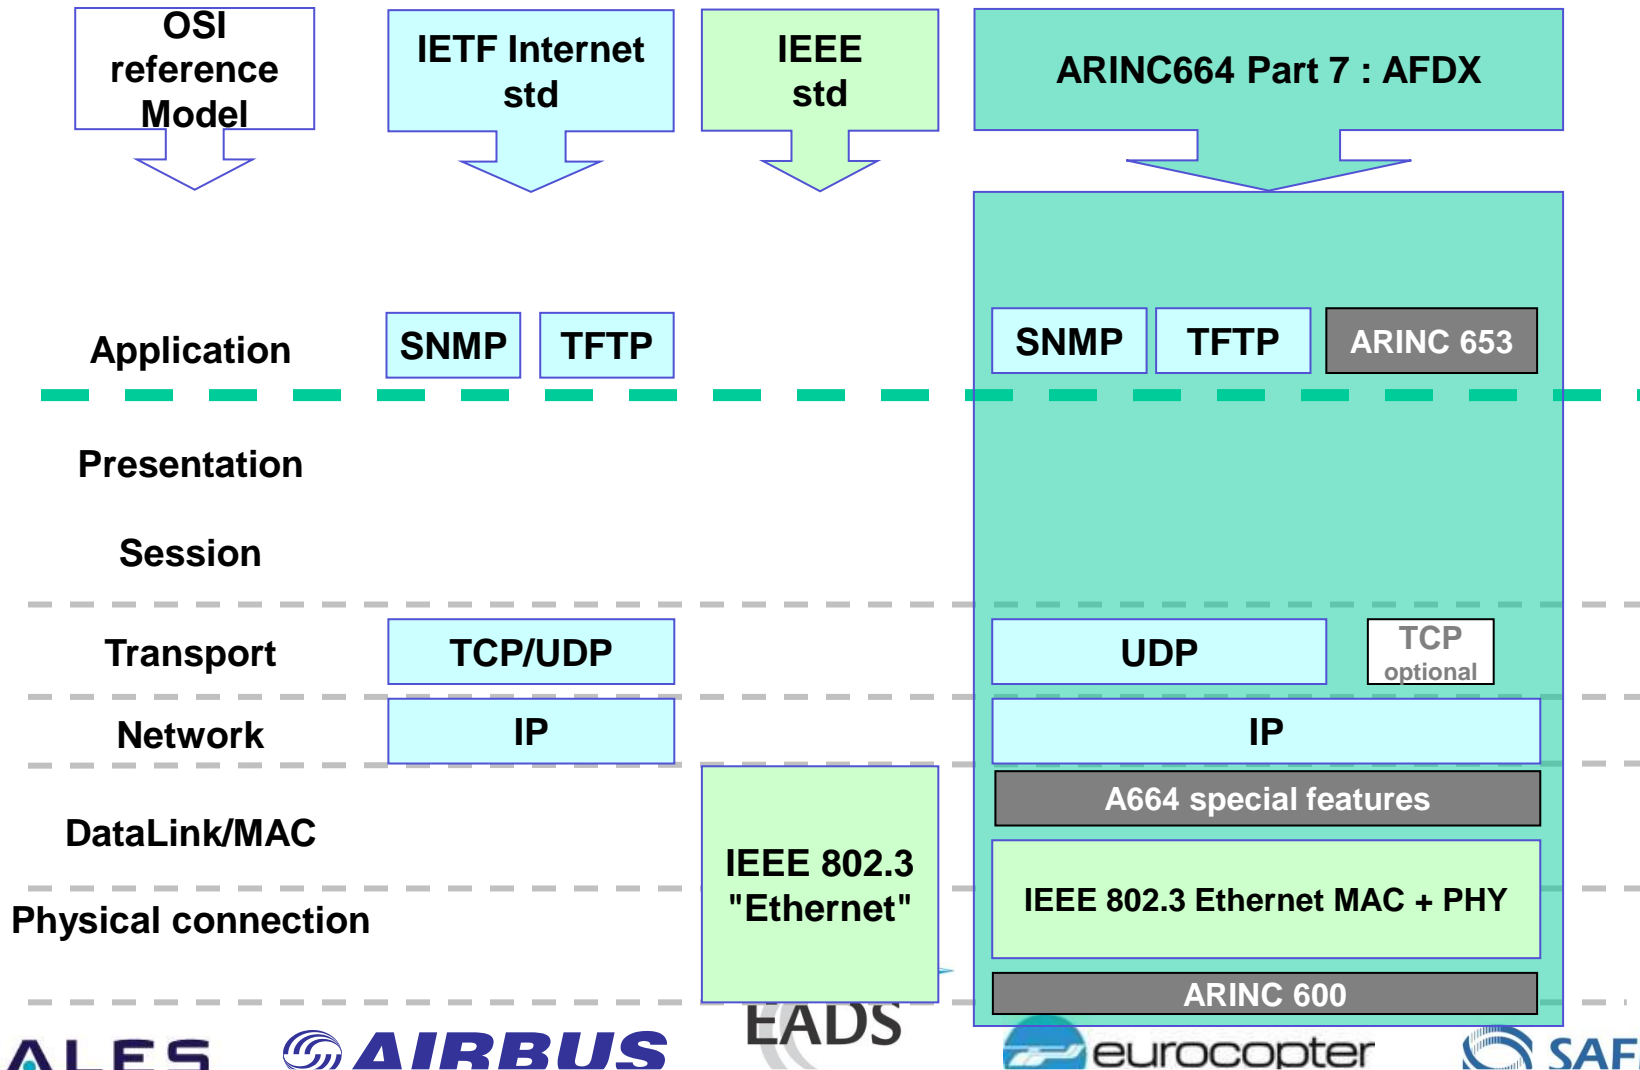 OSI
reference
Model
IETF Internet
std
IEEE
std
ARINC664 Part 7 : AFDX
Application
SNMP
TFTP
SNMP
TFTP
ARINC 653
Presentation
Session
Transport
TCP/UDP
UDP
TCP
optional
Network
IP
IP
A664 special features
DataLink/MAC
IEEE 802.3
"Ethernet"
IEEE 802.3 Ethernet MAC + PHY
Physical connection
ARINC 600
ALES
AIRBUS
EADS
eurocopter